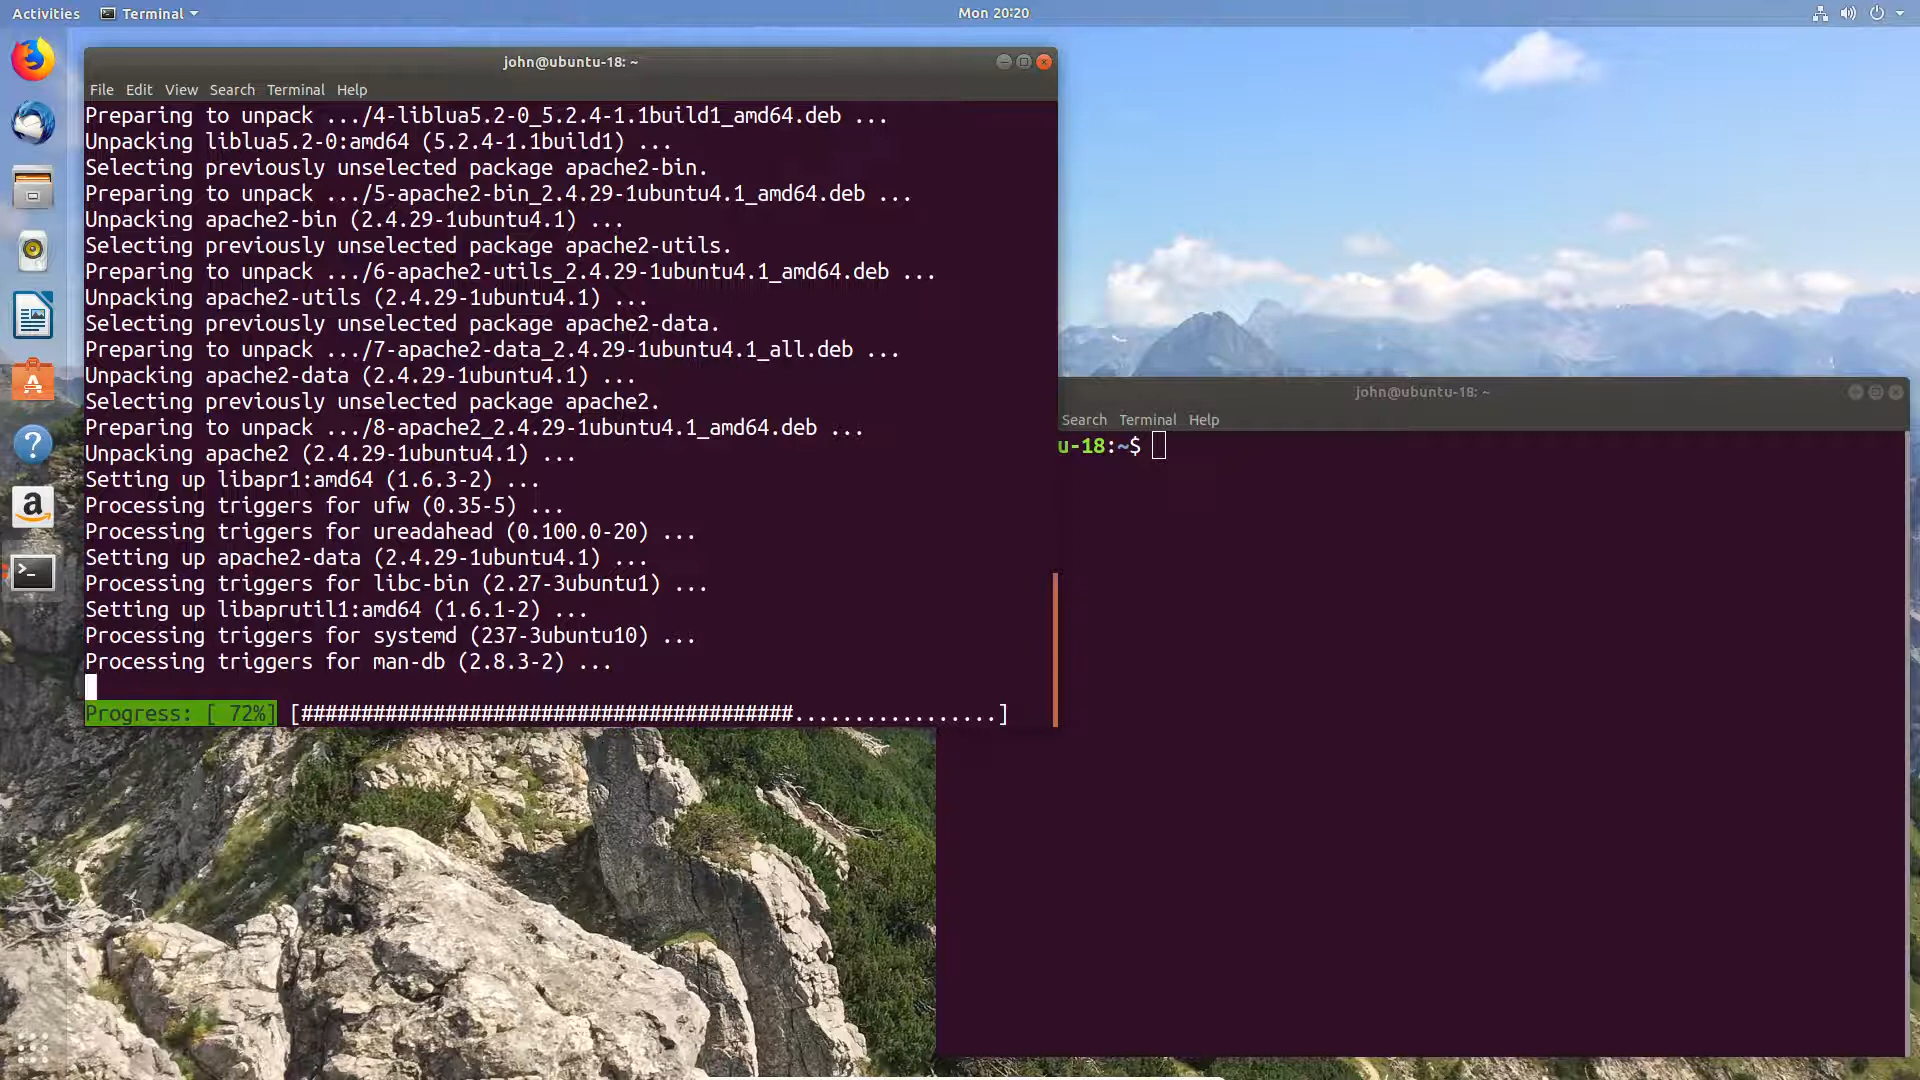 Activities
Terminal
Mon 20:20
john@ubuntu-18: ~
File Edit View Search Terminal Help
Preparing to unpack .../4-liblua5.2-0_5.2.4-1.1build1_amd64.deb ...
Unpacking liblua5.2-0:amd64 (5.2.4-1.1build1) ...
Selecting previously unselected package apache2-bin.
Preparing to unpack .../5-apache2-bin_2.4.29-1ubuntu4.1_amd64.deb ...
Unpacking apache2-bin (2.4.29-1ubuntu4.1) ...
Selecting previously unselected package apache2-utils.
Preparing to unpack .../6-apache2-utils_2.4.29-1ubuntu4.1_amd64.deb ...
Unpacking apache2-utils (2.4.29-1ubuntu4.1) ...
Selecting previously unselected package apache2-data.
Preparing to unpack .../7-apache2-data_2.4.29-1ubuntu4.1_all.deb ...
Unpacking apache2-data (2.4.29-1ubuntu4.1) ...
Selecting previously unselected package apache2.
Preparing to unpack .../8-apache2_2.4.29-1ubuntu4.1_amd64.deb ...
Unpacking apache2 (2.4.29-1ubuntu4.1) ...
Setting up libapr1:amd64 (1.6.3-2) ...
Processing triggers for ufw (0.35-5) ...
Processing triggers for ureadahead (0.100.0-20) ...
Setting up apache2-data (2.4.29-1ubuntu4.1) ...
Processing triggers for libc-bin (2.27-3ubuntu1) ...
Setting up libaprutil1:amd64 (1.6.1-2) ...
Processing triggers for systemd (237-3ubuntu10) ...
Processing triggers for man-db (2.8.3-2) ...
Progress: [ 72%] [#########################################.................]
john@ubuntu-18: ~
Search Terminal Help
u-18:~$